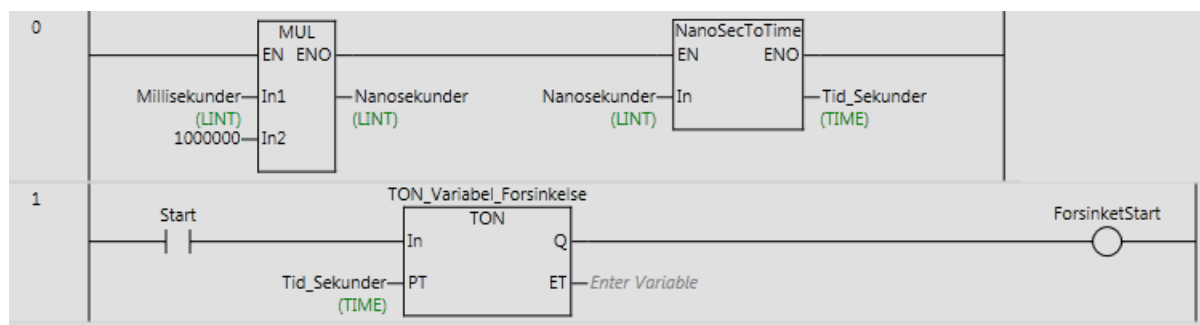 0
MUL
EN ENO
Millisekunder In1 Nanosekunder
(LINT) (LINT)
1000000 In2
NanoSecToTime
EN ENO
Nanosekunder In Tid_Sekunder
(LINT) (TIME)
1
TON_Variabel_Forsinkelse
Start TON ForsinketStart
In Q
Tid_Sekunder PT ET Enter Variable
(TIME)